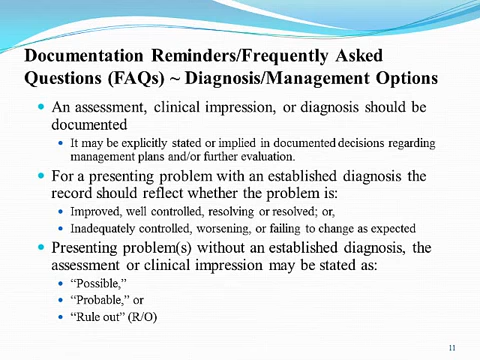 Documentation Reminders/Frequently Asked
Questions (FAQs) ~ Diagnosis/Management Options
An assessment, clinical impression, or diagnosis should be
documented
It may be explicitly stated or implied in documented decisions regarding
management plans and/or further evaluation.
For a presenting problem with an established diagnosis the
record should reflect whether the problem is:
Improved, well controlled, resolving or resolved; or,
Inadequately controlled, worsening, or failing to change as expected
Presenting problem(s) without an established diagnosis, the
assessment or clinical impression may be stated as:
“Possible,”
“Probable,” or
“Rule out” (R/O)
11